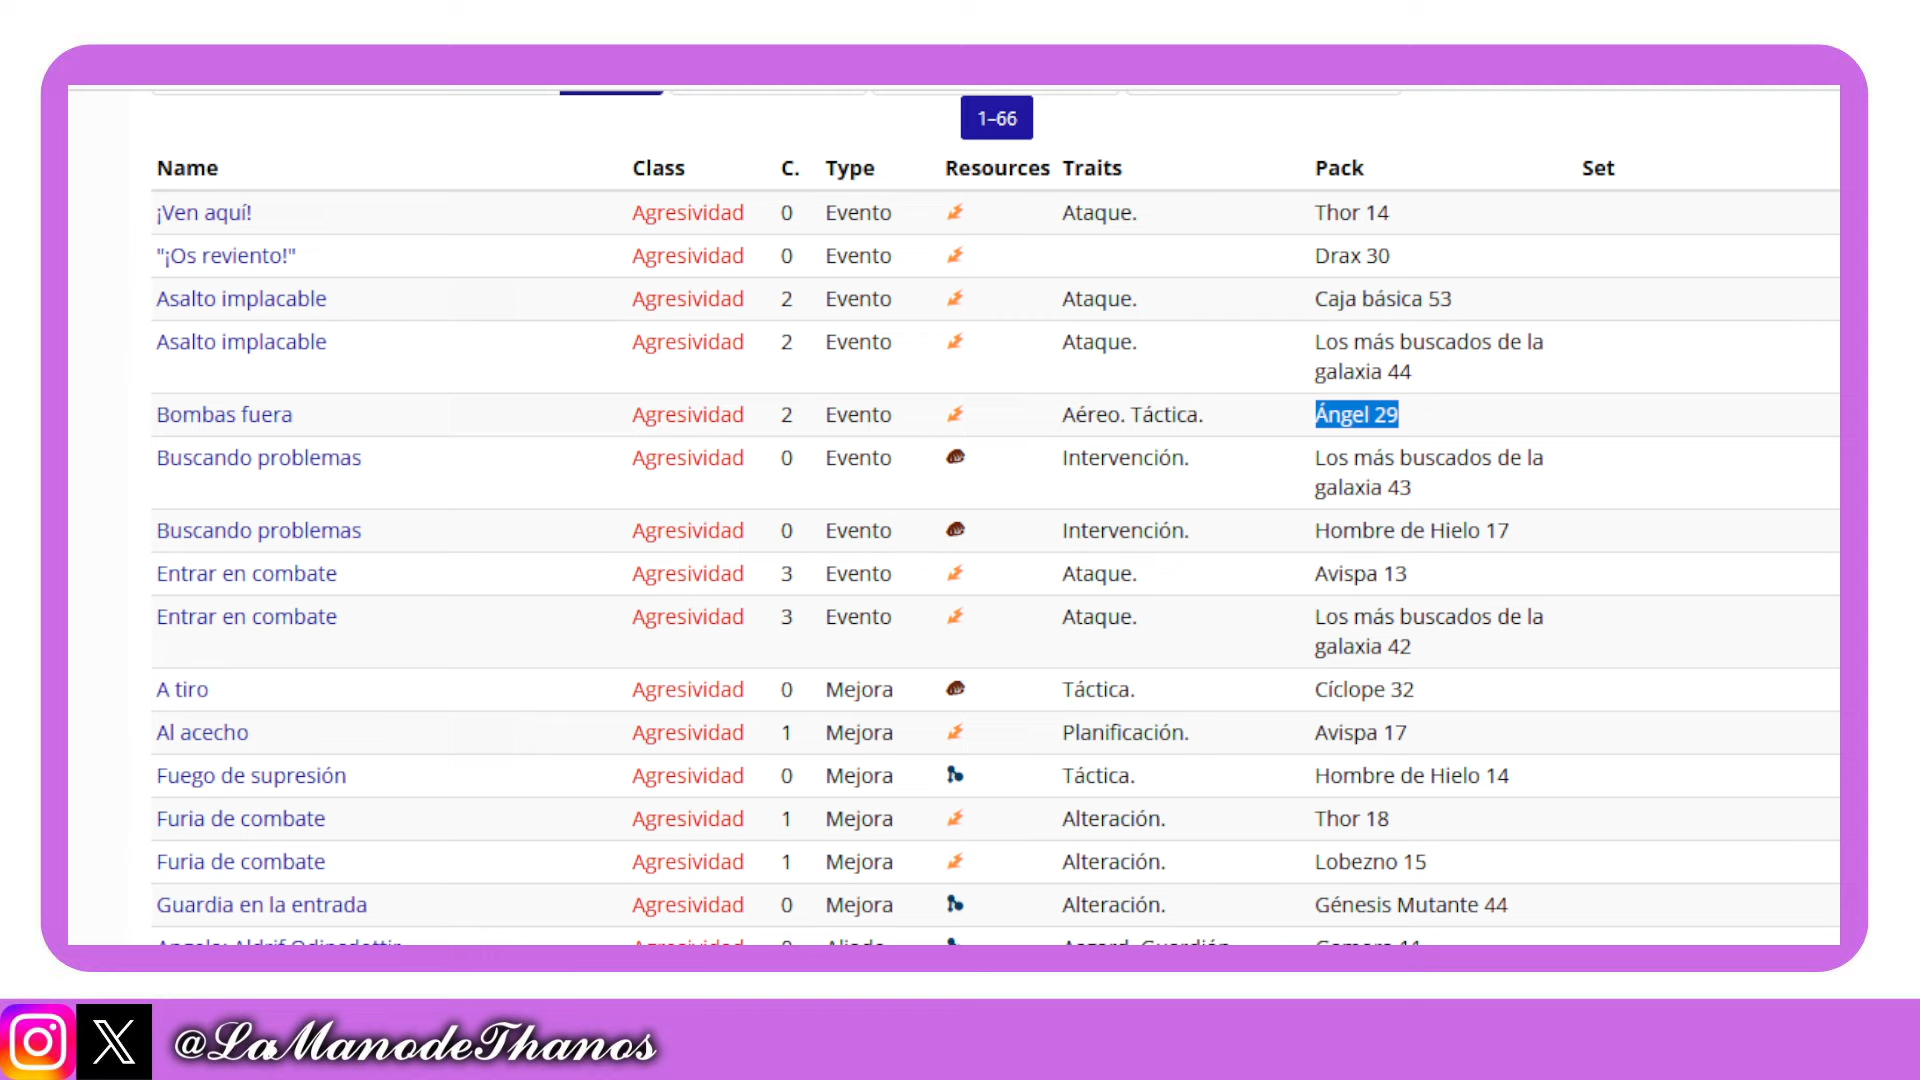 1–66
Name Class C. Type Resources Traits Pack Set
¡Ven aquí! Agresividad 0 Evento Ataque. Thor 14
"¡Os reviento!" Agresividad 0 Evento Drax 30
Asalto implacable Agresividad 2 Evento Ataque. Caja básica 53
Asalto implacable Agresividad 2 Evento Ataque. Los más buscados de la
galaxia 44
Bombas fuera Agresividad 2 Evento Aéreo. Táctica. Ángel 29
Buscando problemas Agresividad 0 Evento Intervención. Los más buscados de la
galaxia 43
Buscando problemas Agresividad 0 Evento Intervención. Hombre de Hielo 17
Entrar en combate Agresividad 3 Evento Ataque. Avispa 13
Entrar en combate Agresividad 3 Evento Ataque. Los más buscados de la
galaxia 42
A tiro Agresividad 0 Mejora Táctica. Cíclope 32
Al acecho Agresividad 1 Mejora Planificación. Avispa 17
Fuego de supresión Agresividad 0 Mejora Táctica. Hombre de Hielo 14
Furia de combate Agresividad 1 Mejora Alteración. Thor 18
Furia de combate Agresividad 1 Mejora Alteración. Lobezno 15
Guardia en la entrada Agresividad 0 Mejora Alteración. Génesis Mutante 44
@LaManodeThanos